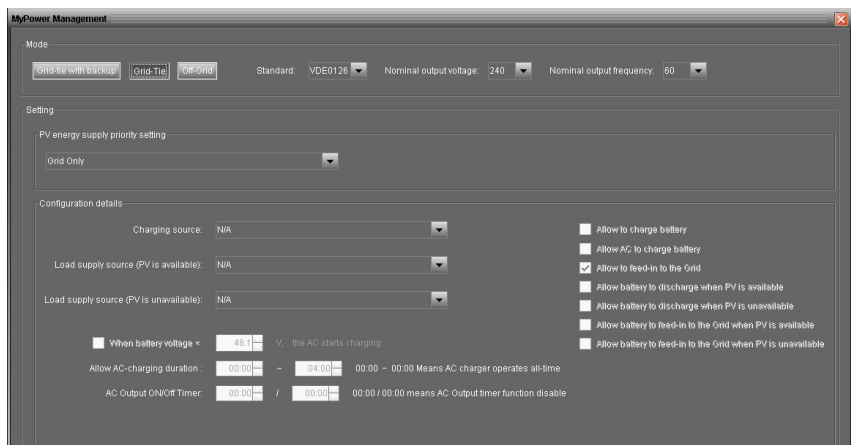 MyPower Management
Mode
Grid-tie with backup Grid-Tie Off-Grid Standard: VDE0126 Nominal output voltage: 240 Nominal output frequency: 60
Setting
PV energy supply priority setting
Grid Only
Configuration details
Charging source: N/A
Load supply source (PV is available): N/A
Load supply source (PV is unavailable): N/A
When battery voltage < 48.1 V, the AC starts charging
Allow AC-charging duration : 00:00 ~ 04:00 00:00 ~ 00:00 Means AC charger operates all-time
AC Output ON/Off Timer: 00:00 / 00:00 00:00 / 00:00 means AC Output timer function disable
Allow to charge battery
Allow AC to charge battery
Allow to feed-in to the Grid
Allow battery to discharge when PV is available
Allow battery to discharge when PV is unavailable
Allow battery to feed-in to the Grid when PV is available
Allow battery to feed-in to the Grid when PV is unavailable